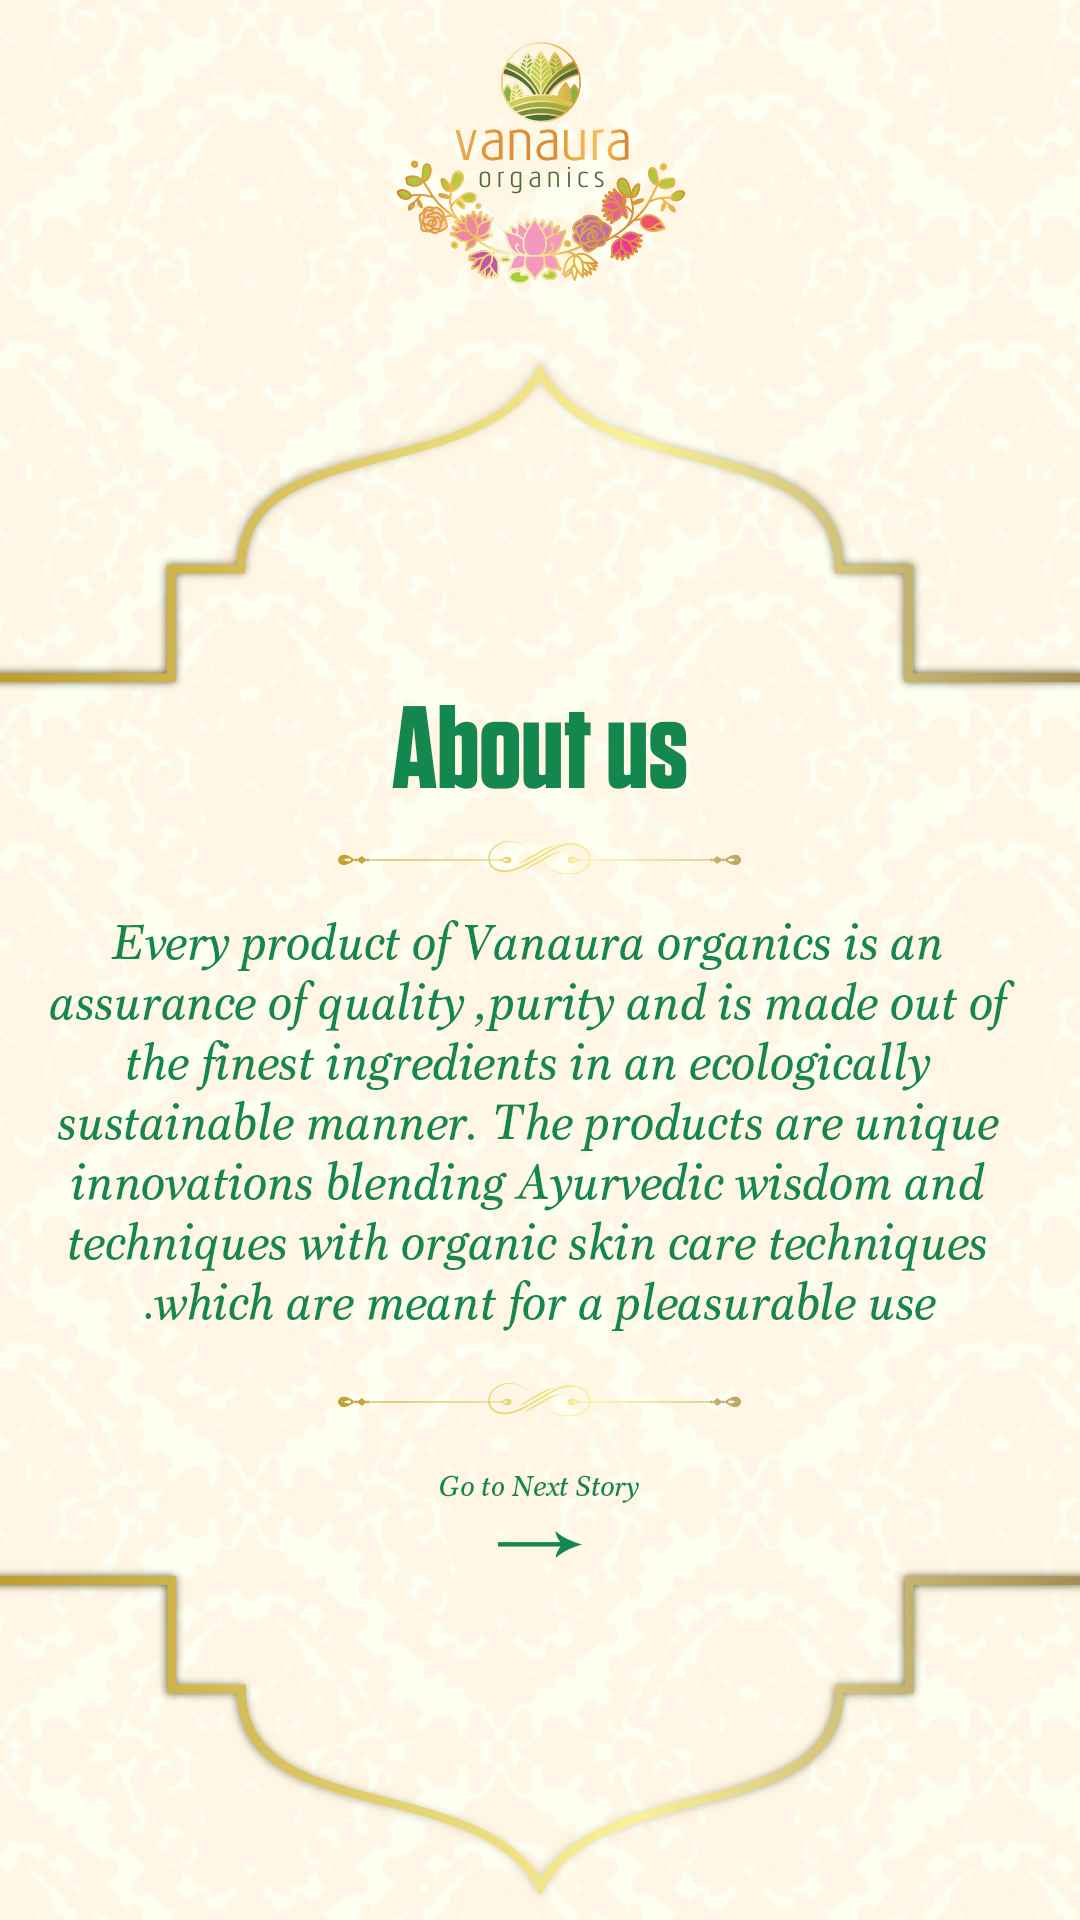 vanaura
organics
About us
Every product of Vanaura organics is an
assurance of quality ,purity and is made out of
the finest ingredients in an ecologically
sustainable manner. The products are unique
innovations blending Ayurvedic wisdom and
techniques with organic skin care techniques
.which are meant for a pleasurable use
Go to Next Story